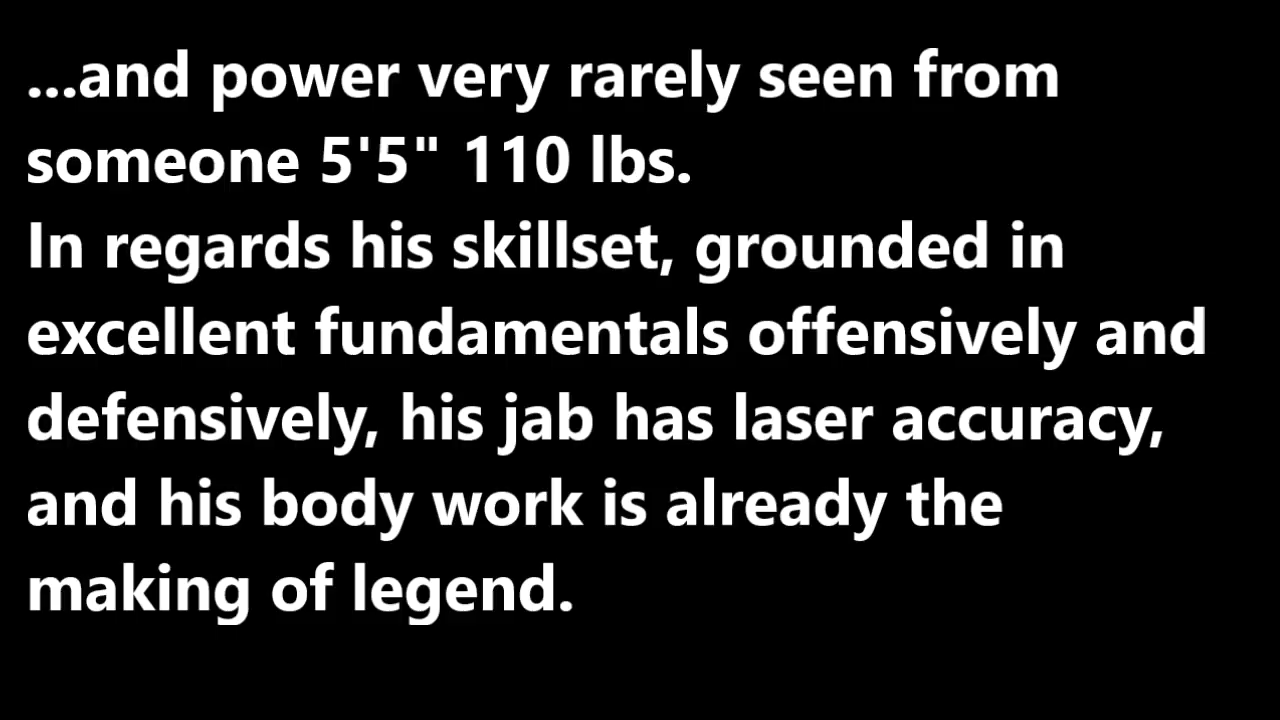 ...and power very rarely seen from
someone 5'5" 110 lbs.
In regards his skillset, grounded in
excellent fundamentals offensively and
defensively, his jab has laser accuracy,
and his body work is already the
making of legend.